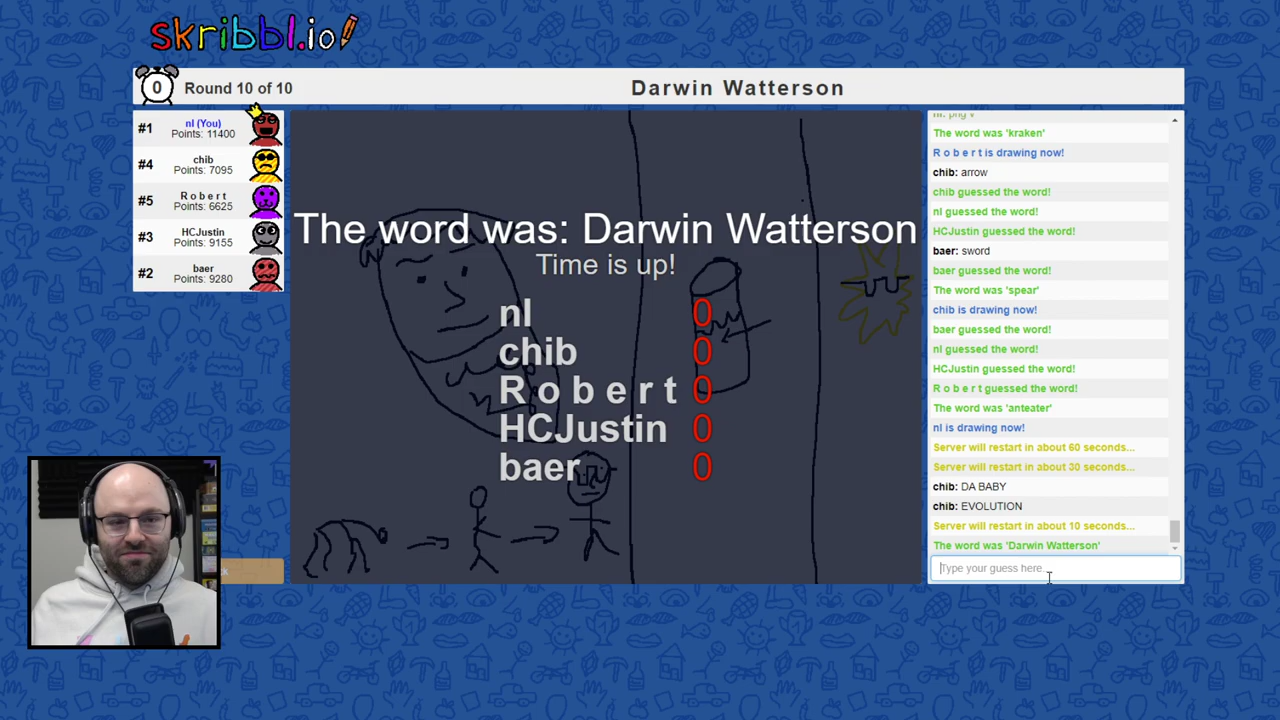 skribbl.io
0
Round 10 of 10
Darwin Watterson
#1
nl (You)
Points: 11400
#4
chib
Points: 7095
#5
R o b e r t
Points: 6625
#3
HCJustin
Points: 9155
#2
baer
Points: 9280
The word was: Darwin Watterson
Time is up!
nl 0
chib 0
R o b e r t 0
HCJustin 0
baer 0
The word was 'kraken'
R o b e r t is drawing now!
chib: arrow
chib guessed the word!
nl guessed the word!
HCJustin guessed the word!
baer: sword
baer guessed the word!
The word was 'spear'
chib is drawing now!
baer guessed the word!
nl guessed the word!
HCJustin guessed the word!
R o b e r t guessed the word!
The word was 'anteater'
nl is drawing now!
Server will restart in about 60 seconds...
Server will restart in about 30 seconds...
chib: DA BABY
chib: EVOLUTION
Server will restart in about 10 seconds...
The word was 'Darwin Watterson'
Type your guess here...